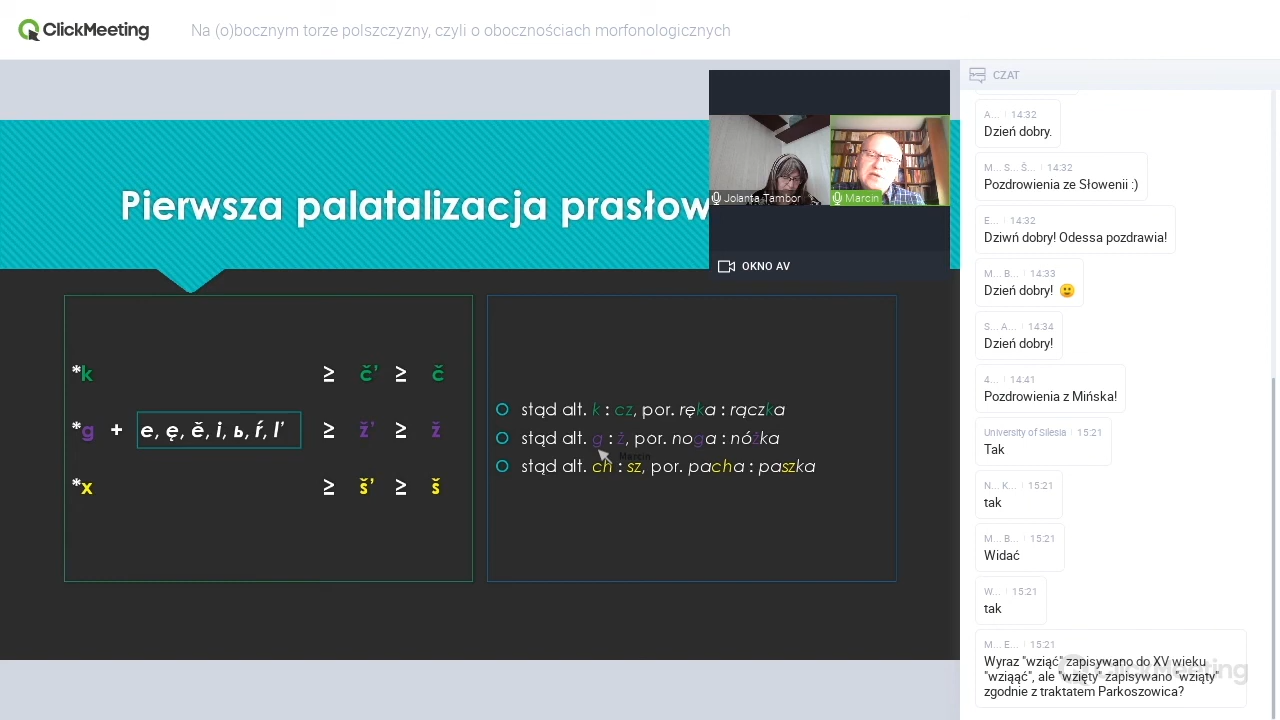 ClickMeeting
Na (o)bocznym torze polszczyzny, czyli o obocznościach morfonologicznych
Pierwsza palatalizacja prasłow
Jolanta Tambor
Marcin
OKNO AV
*k ≥ č’ ≥ č
*g + e, ę, ě, i, ь, ŕ, l’ ≥ ž’ ≥ ž
*x ≥ š’ ≥ š
stąd alt. k : cz, por. ręka : rączka
stąd alt. g : ż, por. noga : nóżka
Marcin
stąd alt. ch : sz, por. pacha : paszka
CZAT
A... 14:32
Dzień dobry.
M... S... Š... 14:32
Pozdrowienia ze Słowenii :)
E... 14:32
Dziwń dobry! Odessa pozdrawia!
M... B... 14:33
Dzień dobry! 🙂
S... A... 14:34
Dzień dobry!
4... 14:41
Pozdrowienia z Mińska!
University of Silesia 15:21
Tak
N... K... 15:21
tak
M... B... 15:21
Widać
W... 15:21
tak
M... E... 15:21
Wyraz "wziąć" zapisywano do XV wieku
"wziąąć", ale "wzięty" zapisywano "wziąty"
zgodnie z traktatem Parkoszowica?
ClickMeeting